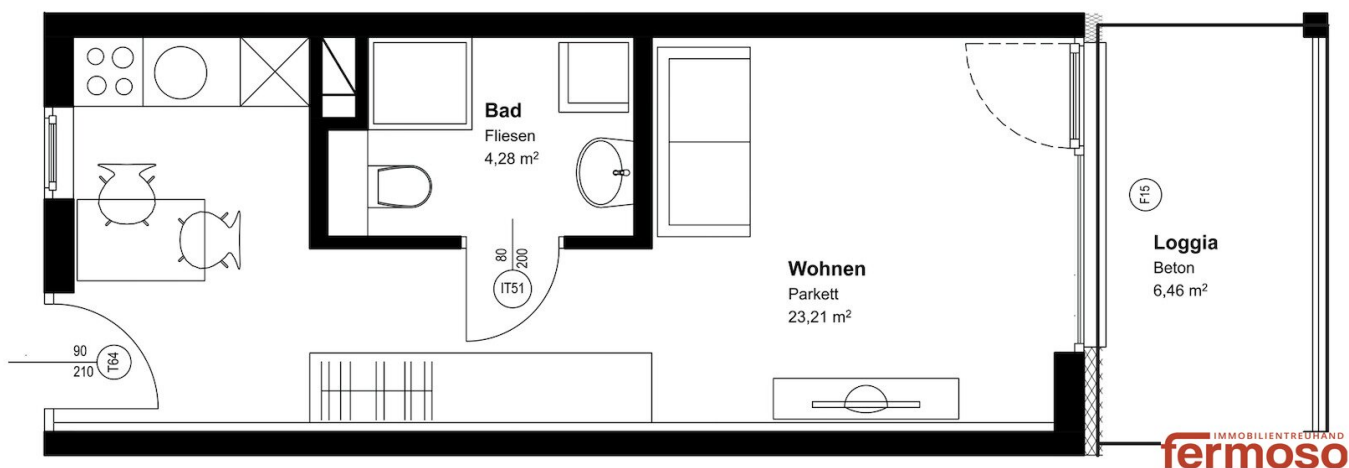 Bad
Fliesen
4,28 m²
80
200
IT51
Wohnen
Parkett
23,21 m²
F15
Loggia
Beton
6,46 m²
90
210
T64
IMMOBILIENTREUHAND
fermoso